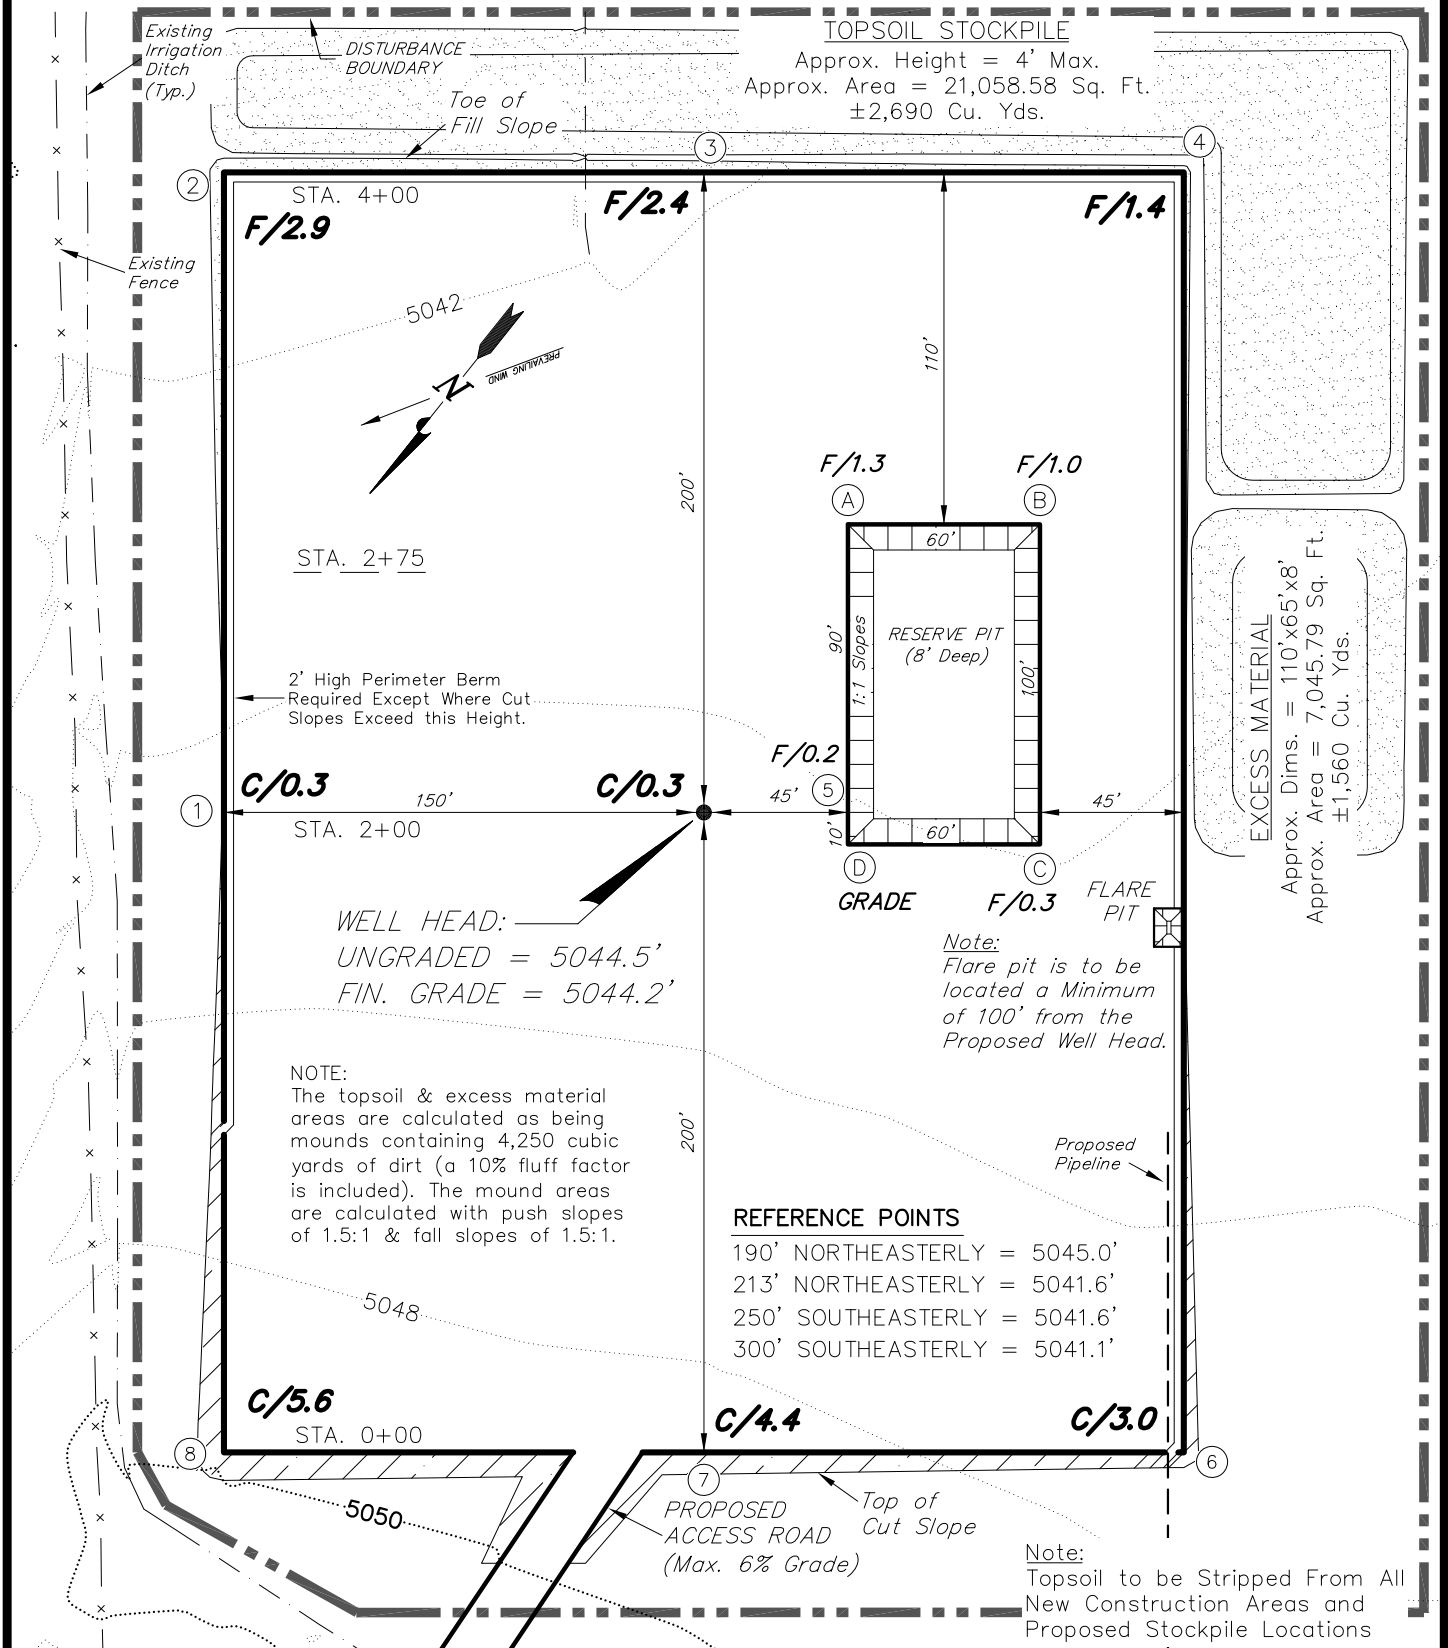 Existing
Irrigation
Ditch
(Typ.)
DISTURBANCE
BOUNDARY
TOPSOIL STOCKPILE
Approx. Height = 4' Max.
Approx. Area = 21,058.58 Sq. Ft.
±2,690 Cu. Yds.
Toe of
Fill Slope
3
4
2
STA. 4+00
F/2.9
F/2.4
F/1.4
Existing
Fence
5042
PREVAILING WIND
N
110'
200'
F/1.3
F/1.0
A
B
60'
STA. 2+75
RESERVE PIT
(8' Deep)
90'
1:1 Slopes
100'
EXCESS MATERIAL
Approx. Dims. = 110'x65'x8'
Approx. Area = 7,045.79 Sq. Ft.
±1,560 Cu. Yds.
2' High Perimeter Berm
Required Except Where Cut
Slopes Exceed this Height.
F/0.2
C/0.3
C/0.3
5
1
150'
45'
45'
STA. 2+00
10'
60'
D
C
GRADE
F/0.3
FLARE
PIT
WELL HEAD:
UNGRADED = 5044.5'
FIN. GRADE = 5044.2'
Note:
Flare pit is to be
located a Minimum
of 100' from the
Proposed Well Head.
NOTE:
The topsoil & excess material
areas are calculated as being
mounds containing 4,250 cubic
yards of dirt (a 10% fluff factor
is included). The mound areas
are calculated with push slopes
of 1.5:1 & fall slopes of 1.5:1.
200'
Proposed
Pipeline
REFERENCE POINTS
190' NORTHEASTERLY = 5045.0'
213' NORTHEASTERLY = 5041.6'
250' SOUTHEASTERLY = 5041.6'
300' SOUTHEASTERLY = 5041.1'
5048
C/5.6
C/4.4
C/3.0
STA. 0+00
8
7
6
5050
PROPOSED
ACCESS ROAD
(Max. 6% Grade)
Top of
Cut Slope
Note:
Topsoil to be Stripped From All
New Construction Areas and
Proposed Stockpile Locations